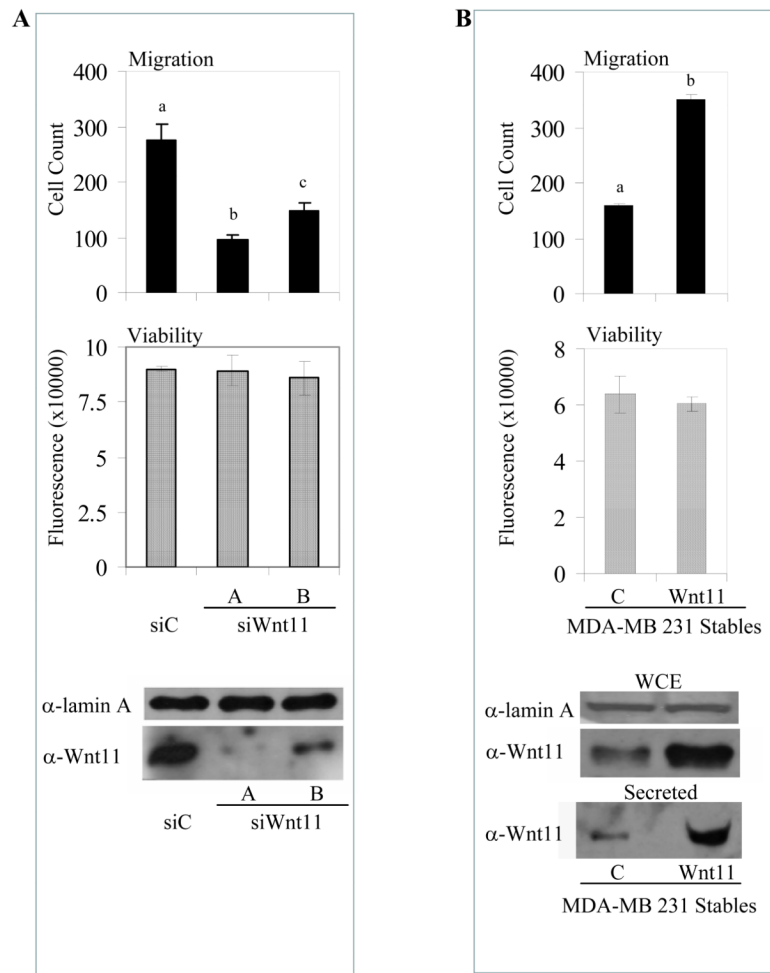 A
Migration
400
300
200
100
0
Cell Count
a
b
c
Viability
10
7.5
5
2.5
0
Fluorescence (x10000)
A B
siC siWnt11
α-lamin A
α-Wnt11
A B
siC siWnt11
B
Migration
400
300
200
100
0
Cell Count
a
b
Viability
8
6
4
2
0
Fluorescence (x10000)
C Wnt11
MDA-MB 231 Stables
WCE
α-lamin A
α-Wnt11
Secreted
α-Wnt11
C Wnt11
MDA-MB 231 Stables